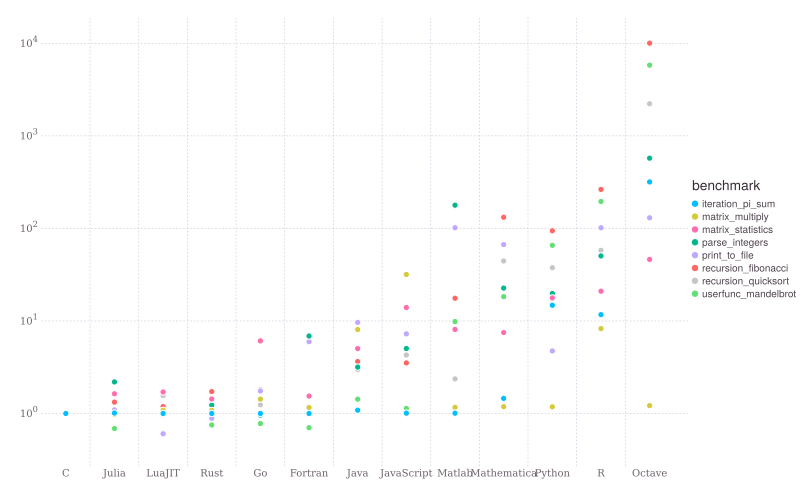 10^4
10^3
10^2
10^1
10^0
C Julia LuaJIT Rust Go Fortran Java JavaScript Matlab Mathematica Python R Octave
benchmark
iteration_pi_sum
matrix_multiply
matrix_statistics
parse_integers
print_to_file
recursion_fibonacci
recursion_quicksort
userfunc_mandelbrot